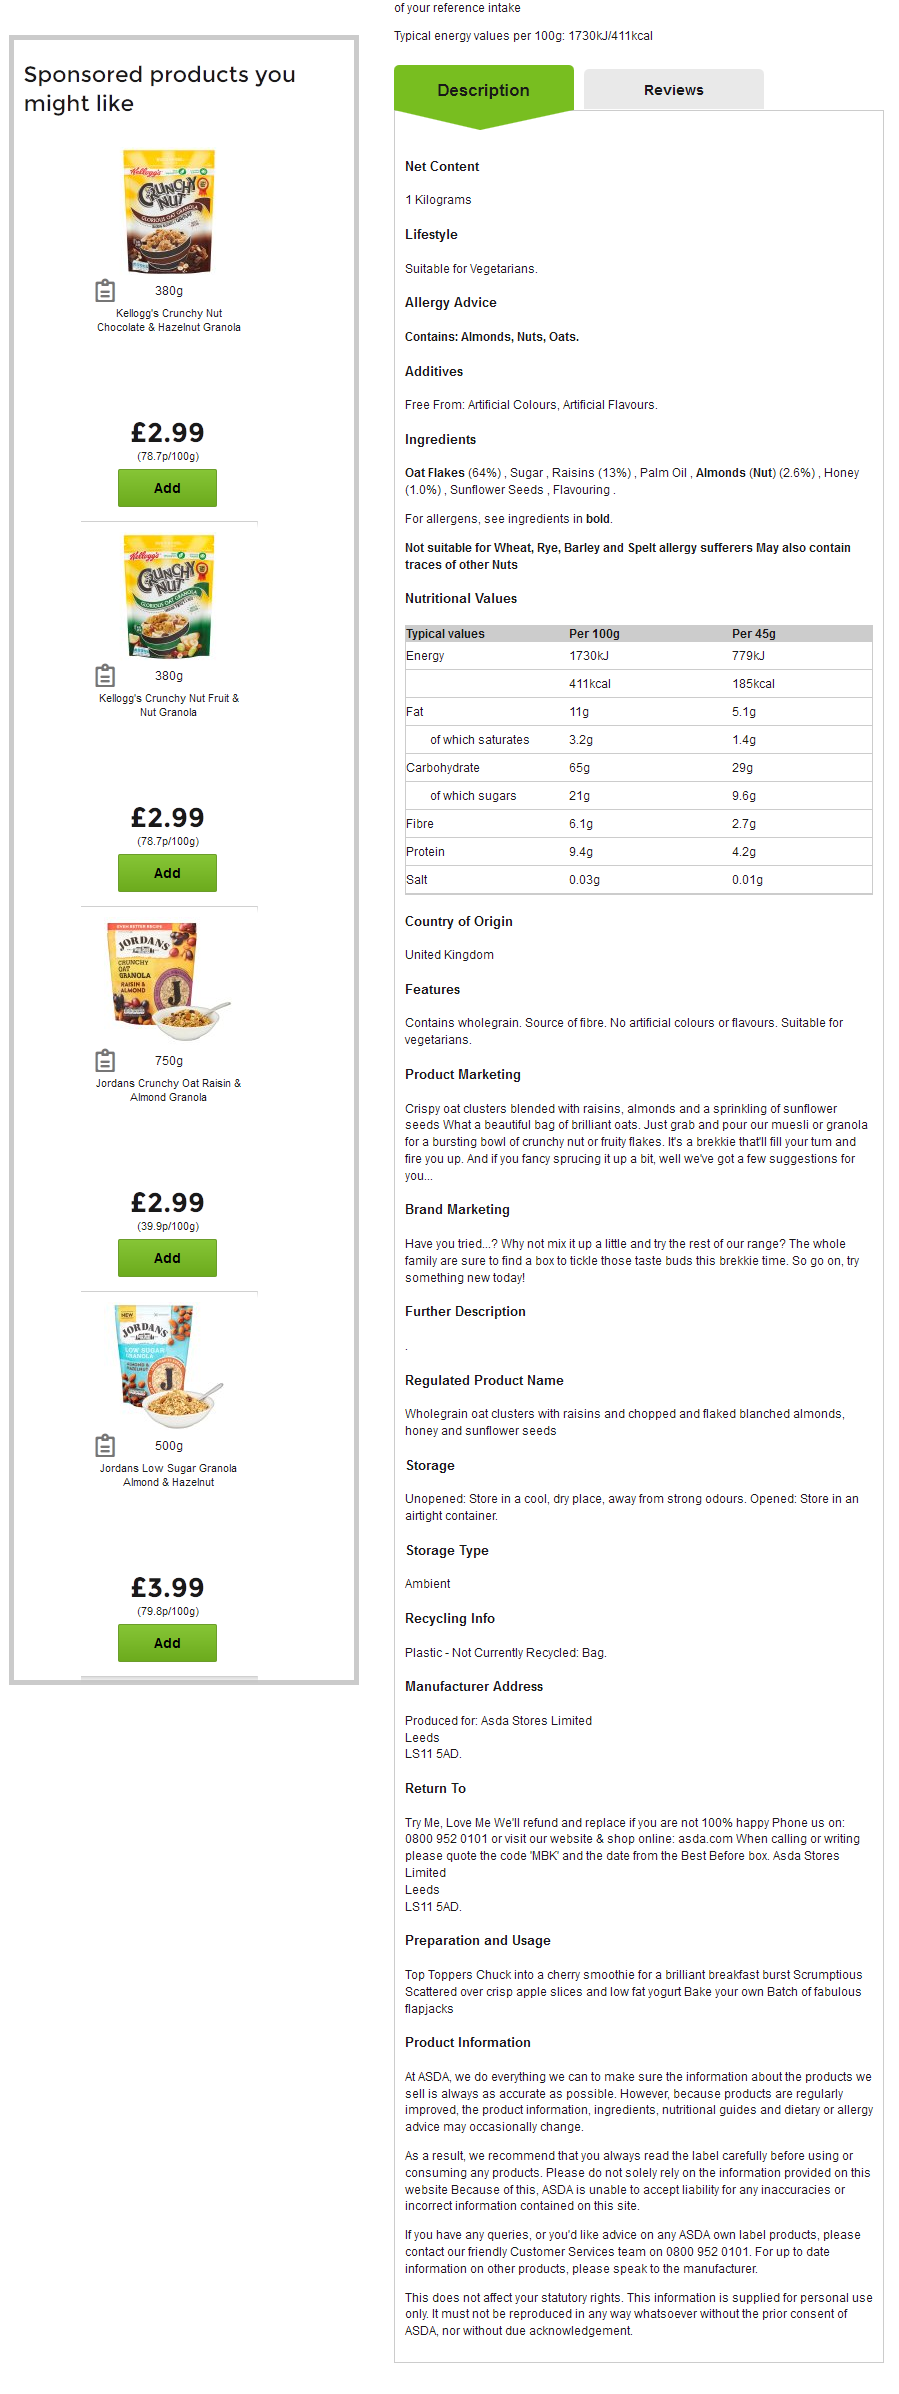 of your reference intake
Typical energy values per 100g: 1730kJ/411kcal
Sponsored products you
might like
Kellogg's
CRUNCHY
NUT
GLORIOUS OAT GRANOLA
380g
Kellogg's Crunchy Nut
Chocolate & Hazelnut Granola
£2.99
(78.7p/100g)
Add
Kellogg's
CRUNCHY
NUT
GLORIOUS OAT GRANOLA
380g
Kellogg's Crunchy Nut Fruit &
Nut Granola
£2.99
(78.7p/100g)
Add
EVEN BETTER RECIPE
JORDANS
CRUNCHY
OAT
GRANOLA
RAISIN &
ALMOND
J
750g
Jordans Crunchy Oat Raisin &
Almond Granola
£2.99
(39.9p/100g)
Add
NEW
JORDANS
LOW SUGAR
GRANOLA
ALMOND &
HAZELNUT
J
500g
Jordans Low Sugar Granola
Almond & Hazelnut
£3.99
(79.8p/100g)
Add
Description
Reviews
Net Content
1 Kilograms
Lifestyle
Suitable for Vegetarians.
Allergy Advice
Contains: Almonds, Nuts, Oats.
Additives
Free From: Artificial Colours, Artificial Flavours.
Ingredients
Oat Flakes (64%) , Sugar , Raisins (13%) , Palm Oil , Almonds (Nut) (2.6%) , Honey
(1.0%) , Sunflower Seeds , Flavouring .
For allergens, see ingredients in bold.
Not suitable for Wheat, Rye, Barley and Spelt allergy sufferers May also contain
traces of other Nuts
Nutritional Values
Typical values Per 100g Per 45g
Energy 1730kJ 779kJ
411kcal 185kcal
Fat 11g 5.1g
of which saturates 3.2g 1.4g
Carbohydrate 65g 29g
of which sugars 21g 9.6g
Fibre 6.1g 2.7g
Protein 9.4g 4.2g
Salt 0.03g 0.01g
Country of Origin
United Kingdom
Features
Contains wholegrain. Source of fibre. No artificial colours or flavours. Suitable for
vegetarians.
Product Marketing
Crispy oat clusters blended with raisins, almonds and a sprinkling of sunflower
seeds What a beautiful bag of brilliant oats. Just grab and pour our muesli or granola
for a bursting bowl of crunchy nut or fruity flakes. It's a brekkie that'll fill your tum and
fire you up. And if you fancy sprucing it up a bit, well we've got a few suggestions for
you...
Brand Marketing
Have you tried...? Why not mix it up a little and try the rest of our range? The whole
family are sure to find a box to tickle those taste buds this brekkie time. So go on, try
something new today!
Further Description
.
Regulated Product Name
Wholegrain oat clusters with raisins and chopped and flaked blanched almonds,
honey and sunflower seeds
Storage
Unopened: Store in a cool, dry place, away from strong odours. Opened: Store in an
airtight container.
Storage Type
Ambient
Recycling Info
Plastic - Not Currently Recycled: Bag.
Manufacturer Address
Produced for: Asda Stores Limited
Leeds
LS11 5AD.
Return To
Try Me, Love Me We'll refund and replace if you are not 100% happy Phone us on:
0800 952 0101 or visit our website & shop online: asda.com When calling or writing
please quote the code 'MBK' and the date from the Best Before box. Asda Stores
Limited
Leeds
LS11 5AD.
Preparation and Usage
Top Toppers Chuck into a cherry smoothie for a brilliant breakfast burst Scrumptious
Scattered over crisp apple slices and low fat yogurt Bake your own Batch of fabulous
flapjacks
Product Information
At ASDA, we do everything we can to make sure the information about the products we
sell is always as accurate as possible. However, because products are regularly
improved, the product information, ingredients, nutritional guides and dietary or allergy
advice may occasionally change.
As a result, we recommend that you always read the label carefully before using or
consuming any products. Please do not solely rely on the information provided on this
website Because of this, ASDA is unable to accept liability for any inaccuracies or
incorrect information contained on this site.
If you have any queries, or you'd like advice on any ASDA own label products, please
contact our friendly Customer Services team on 0800 952 0101. For up to date
information on other products, please speak to the manufacturer.
This does not affect your statutory rights. This information is supplied for personal use
only. It must not be reproduced in any way whatsoever without the prior consent of
ASDA, nor without due acknowledgement.